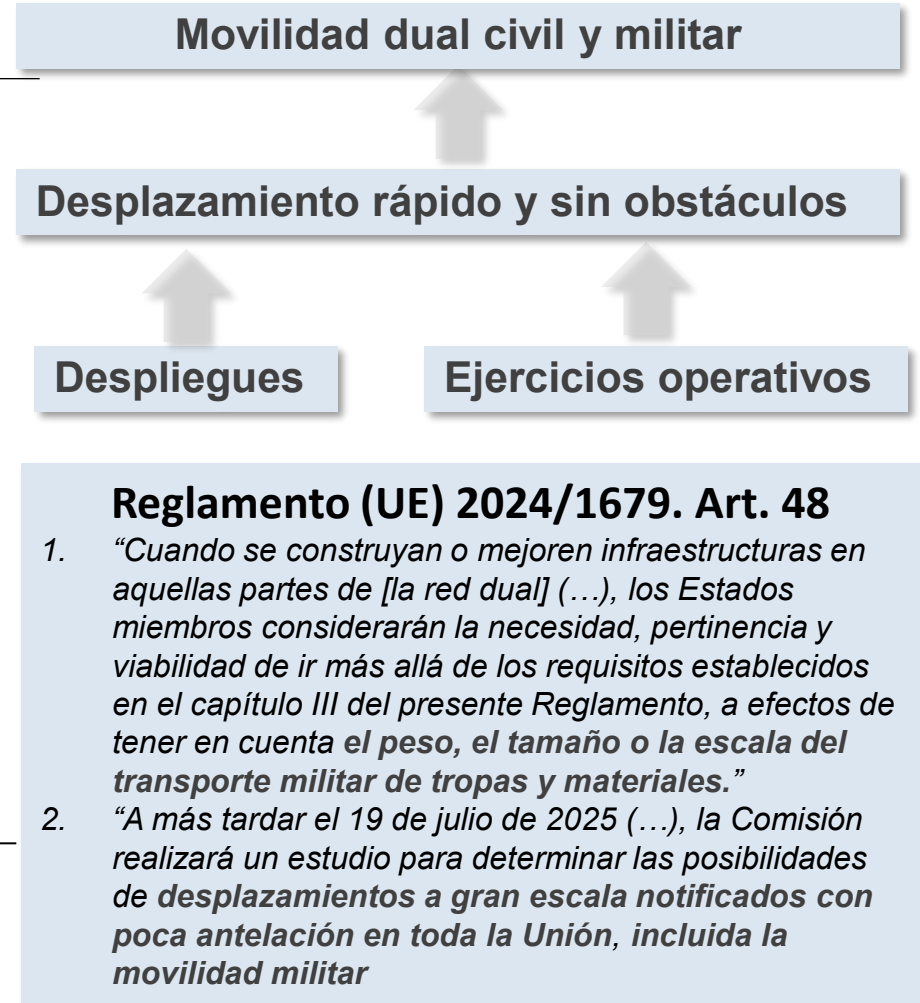 Movilidad dual civil y militar
Desplazamiento rápido y sin obstáculos
Despliegues
Ejercicios operativos
Reglamento (UE) 2024/1679. Art. 48
1. “Cuando se construyan o mejoren infraestructuras en
aquellas partes de [la red dual] (…), los Estados
miembros considerarán la necesidad, pertinencia y
viabilidad de ir más allá de los requisitos establecidos
en el capítulo III del presente Reglamento, a efectos de
tener en cuenta el peso, el tamaño o la escala del
transporte militar de tropas y materiales.”
2. “A más tardar el 19 de julio de 2025 (…), la Comisión
realizará un estudio para determinar las posibilidades
de desplazamientos a gran escala notificados con
poca antelación en toda la Unión, incluida la
movilidad militar